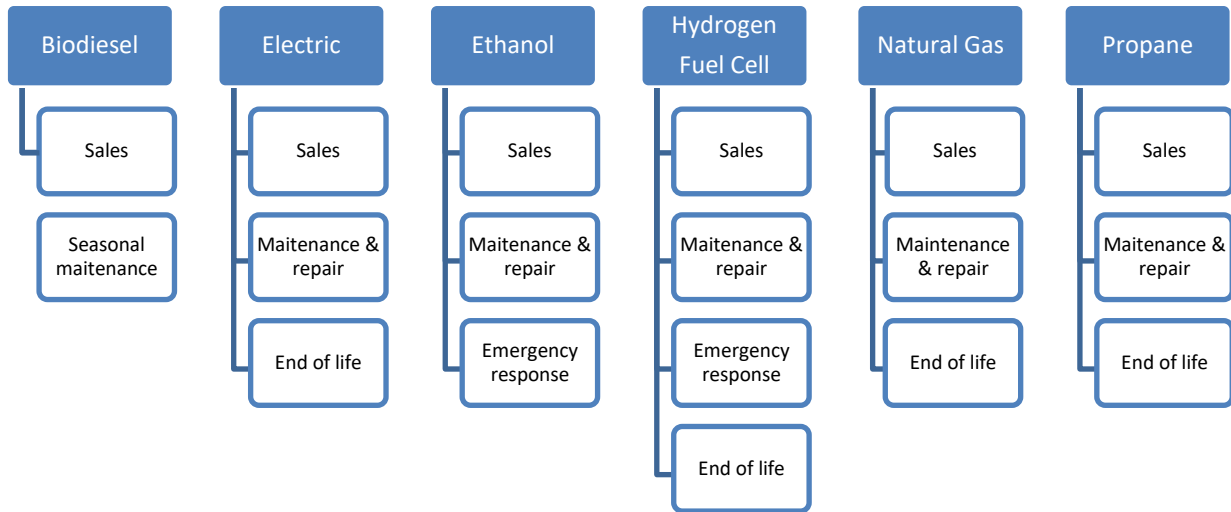 Biodiesel
Sales
Seasonal
maitenance
Electric
Sales
Maitenance &
repair
End of life
Ethanol
Sales
Maitenance &
repair
Emergency
response
Hydrogen
Fuel Cell
Sales
Maitenance &
repair
Emergency
response
End of life
Natural Gas
Sales
Maintenance
& repair
End of life
Propane
Sales
Maitenance &
repair
End of life